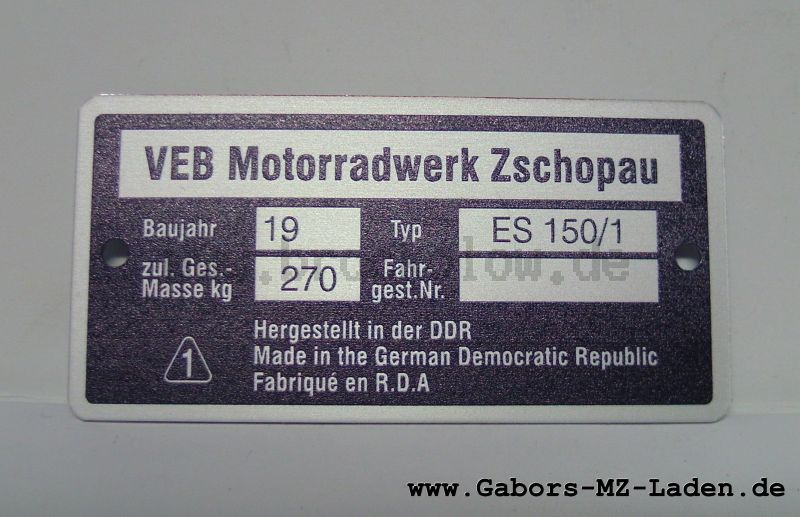 VEB Motorradwerk Zschopau
Baujahr 19 Typ ES 150/1
zul. Ges.- Masse kg 270 Fahr- gest.Nr.
1
Hergestellt in der DDR
Made in the German Democratic Republic
Fabriqué en R.D.A
www.Gabors-MZ-Laden.de